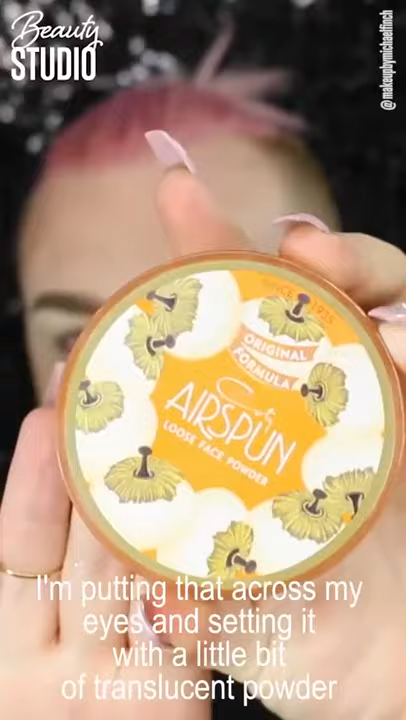 Beauty
STUDIO
@makeupbymichaelfinch
SINCE 1935
ORIGINAL
FORMULA
Coty
AIRSPUN
LOOSE FACE POWDER
I'm putting that across my
eyes and setting it
with a little bit
of translucent powder